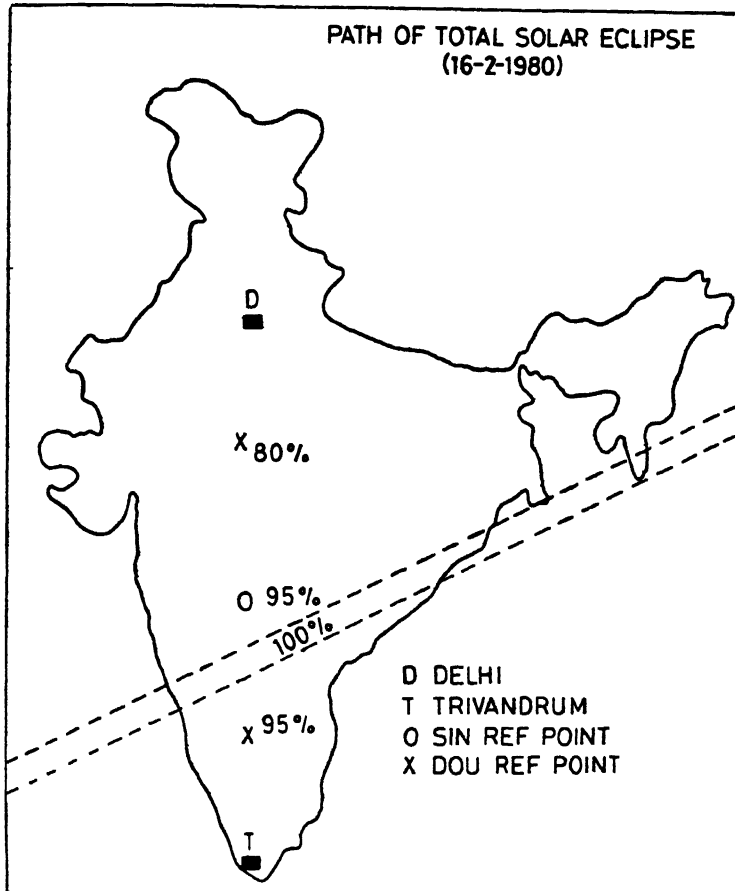 PATH OF TOTAL SOLAR ECLIPSE
(16-2-1980)
D
X 80%
O 95%
100%
X 95%
D DELHI
T TRIVANDRUM
O SIN REF POINT
X DOU REF POINT
T